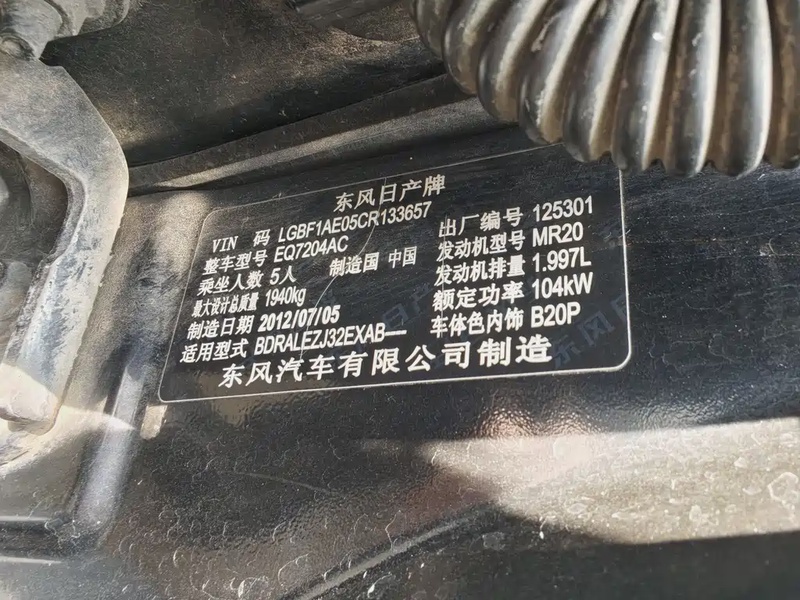 东风日产牌
VIN 码 LGBF1AE05CR133657 出厂编号 125301
整车型号 EQ7204AC 发动机型号 MR20
乘坐人数 5人 制造国 中国 发动机排量 1.997L
最大设计总质量 1940kg 额定功率 104kW
制造日期 2012/07/05 车体色内饰 B20P
适用型式 BDRALEZJ32EXAB—
东风汽车有限公司制造